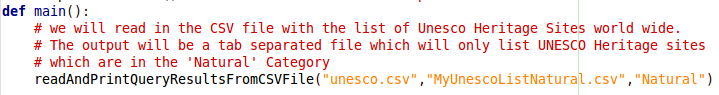 def main():
# we will read in the CSV file with the list of Unesco Heritage Sites world wide.
# The output will be a tab separated file which will only list UNESCO Heritage sites
# which are in the 'Natural' Category
readAndPrintQueryResultsFromCSVFile("unesco.csv","MyUnescoListNatural.csv","Natural")